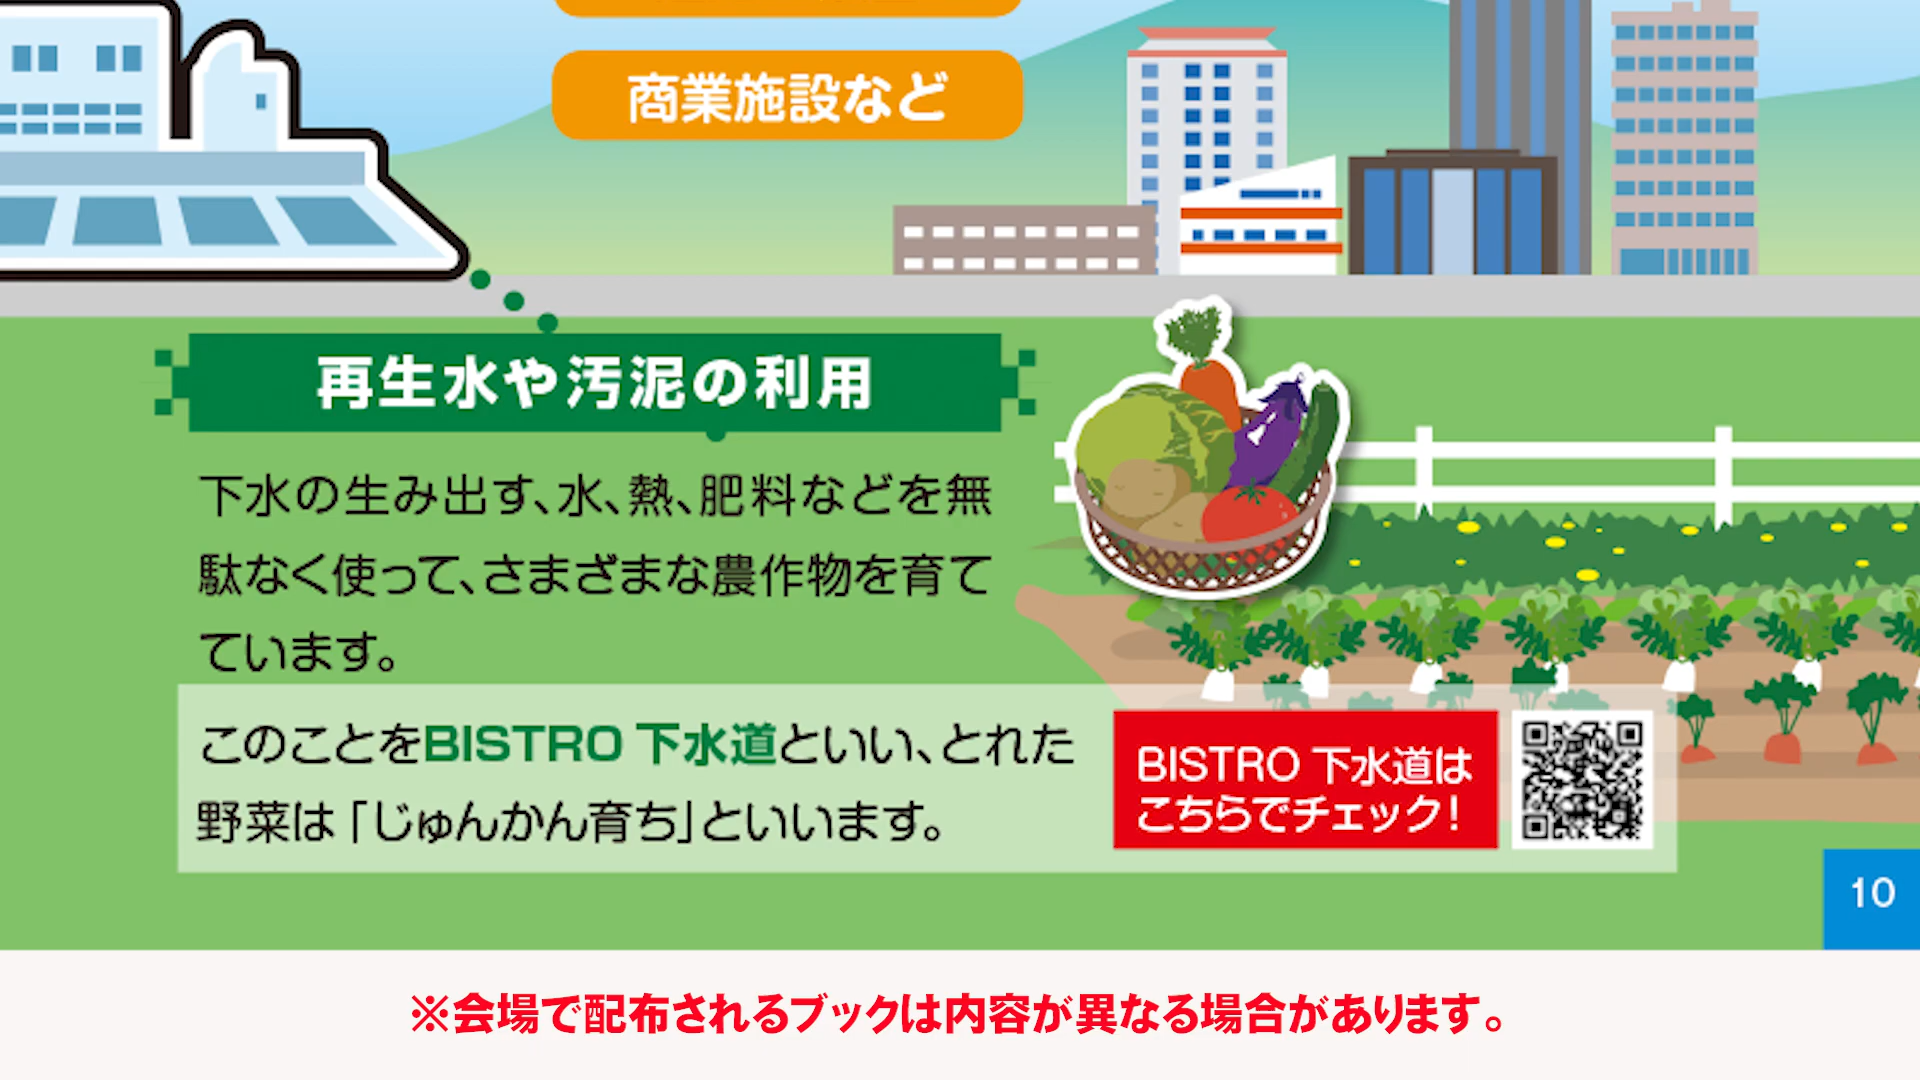 商業施設など
再生水や汚泥の利用
下水の生み出す、水、熱、肥料などを無
駄なく使って、さまざまな農作物を育て
ています。
このことをBISTRO 下水道といい、とれた
野菜は「じゅんかん育ち」といいます。
BISTRO 下水道は
こちらでチェック!
10
※会場で配布されるブックは内容が異なる場合があります。